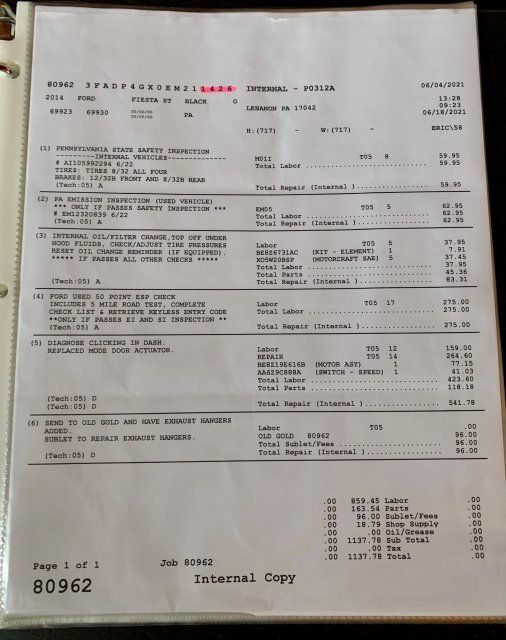 80962 3FADP4GX0EM211426 INTERNAL - P0312A 06/04/2021
2014 FORD FIESTA ST BLACK O 13:28
LEBANON PA 17042 09:23
69923 69930 00/00/00 PA 06/18/2021
00/00/00
H:(717) - W:(717) - ERIC\58
(1) PENNSYLVANIA STATE SAFETY INSPECTION
---------INTERNAL VEHICLES--------------- M01I T05 8 59.95
# AI105992294 6/22 Total Labor 59.95
TIRES: TIRES 8/32 ALL FOUR
BRAKES: 12/32B FRONT AND 8/32B REAR
(Tech:05) A Total Repair (Internal ) 59.95
(2) PA EMISSION INSPECTION (USED VEHICLE)
*** ONLY IF PASSES SAFETY INSPECTION *** EM05 T05 5 62.95
# EM12320839 6/22 Total Labor 62.95
(Tech:05) A Total Repair (Internal ) 62.95
(3) INTERNAL OIL/FILTER CHANGE,TOP OFF UNDER Labor T05 5 37.95
HOOD FLUIDS, CHECK/ADJUST TIRE PRESSURES BE8Z6731AC (KIT - ELEMENT) 1 7.91
RESET OIL CHANGE REMINDER (IF EQUIPPED). XO5W20BSP (MOTORCRAFT SAE) 5 37.45
***** IF PASSES ALL OTHER CHECKS ***** Total Labor 37.95
Total Parts 45.36
(Tech:05) A Total Repair (Internal ) 83.31
(4) FORD USED 50 POINT ESP CHECK
INCLUDES 5 MILE ROAD TEST, COMPLETE Labor T05 17 275.00
CHECK LIST & RETRIEVE KEYLESS ENTRY CODE Total Labor 275.00
**ONLY IF PASSES EI AND SI INSPECTION **
(Tech:05) A Total Repair (Internal ) 275.00
(5) DIAGNOSE CLICKING IN DASH. Labor T05 12 159.00
REPLACED MODE DOOR ACTUATOR. REPAIR T05 14 264.60
BE8Z19E616B (MOTOR ASY) 1 77.15
AA6Z9C888A (SWITCH - SPEED) 1 41.03
Total Labor 423.60
Total Parts 118.18
(Tech:05) D
(Tech:05) D Total Repair (Internal ) 541.78
(6) SEND TO OLD GOLD AND HAVE EXHAUST HANGERS
ADDED. Labor T05 .00
SUBLET TO REPAIR EXHAUST HANGERS. OLD GOLD 80962 96.00
Total Sublet/Fees 96.00
(Tech:05) D Total Repair (Internal ) 96.00
.00 859.45 Labor .00
.00 163.54 Parts .00
.00 96.00 Sublet/Fees .00
.00 18.79 Shop Supply .00
.00 .00 Oil/Grease .00
.00 1137.78 Sub Total .00
.00 .00 Tax .00
.00 1137.78 Total .00
Page 1 of 1 Job 80962
80962 Internal Copy